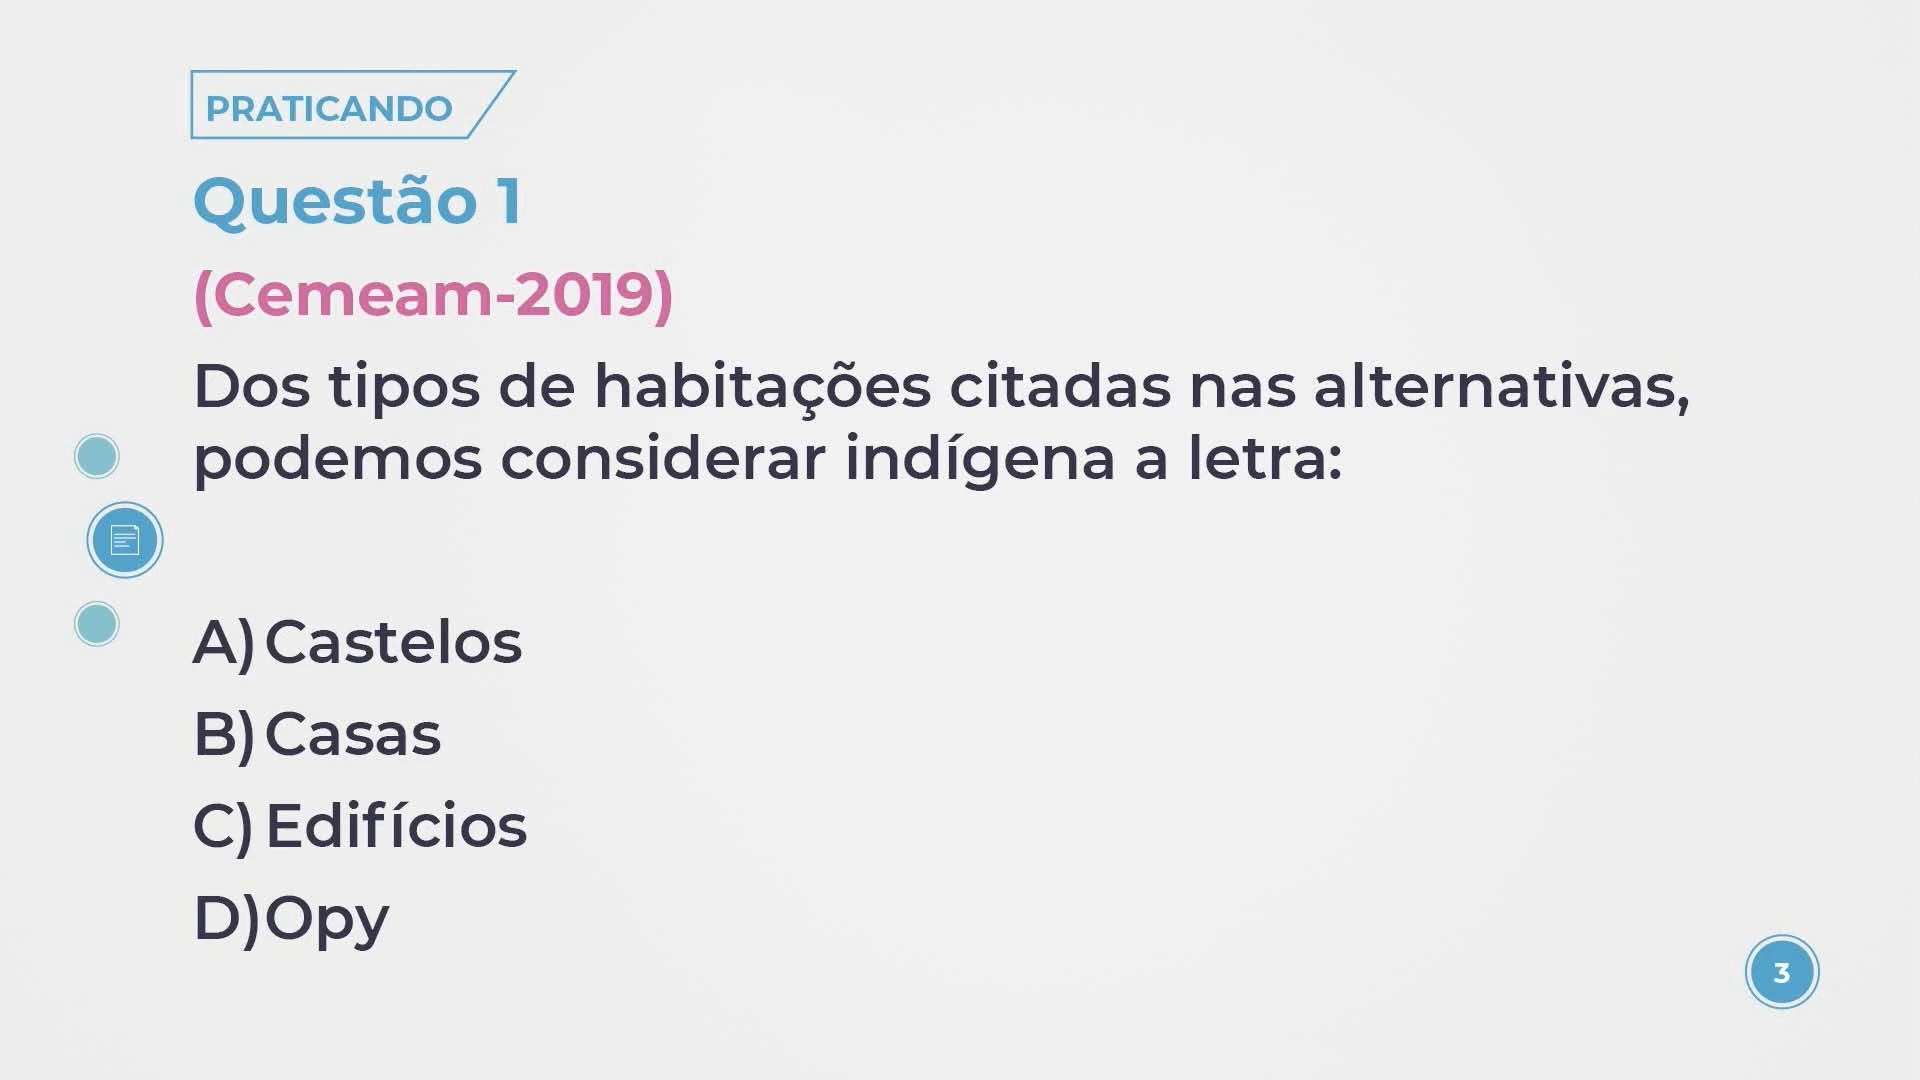 PRATICANDO
Questão 1
(Cemeam-2019)
Dos tipos de habitações citadas nas alternativas,
podemos considerar indígena a letra:
A) Castelos
B) Casas
C) Edifícios
D) Opy
3